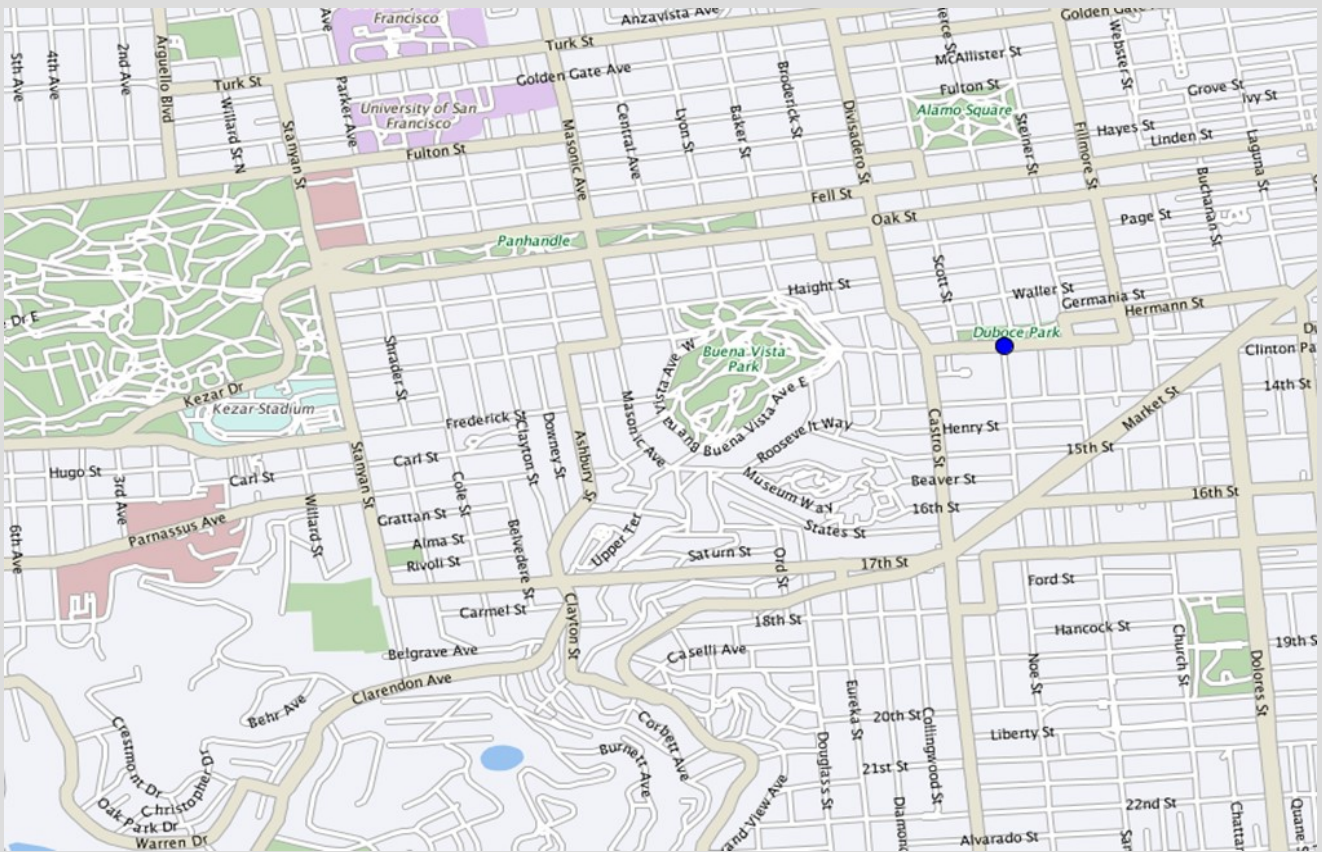 Francisco
Anzavista Ave
Turk St
Golden Gate Ave
McAllister St
Webster St
5th Ave
4th Ave
2nd Ave
Arguello Blvd
Turk St
Willard St N
Stanyan St
Parker Ave
University of San
Francisco
Fulton St
Masonic Ave
Central Ave
Lyon St
Baker St
Broderick St
Divisadero St
Fulton St
Alamo Square
Steiner St
Fillmore St
Grove St
Ivy St
Hayes St
Linden St
Laguna St
Buchanan St
Fell St
Oak St
Page St
Panhandle
Haight St
Scott St
Waller St
Germania St
Hermann St
Duboce Park
Dr E
Clinton Pa
14th St
Buena Vista
Park
Buena Vista Ave W
Buena Vista Ave E
Kezar Dr
Kezar Stadium
Shrader St
Frederick St
Clayton St
Downey St
Ashbury St
Masonic Ave
Roosevelt Way
Castro St
Henry St
Market St
15th St
Hugo St
3rd Ave
Carl St
Carl St
Stanyan St
Cole St
Museum Way
Beaver St
16th St
16th St
6th Ave
Parnassus Ave
Willard St
Grattan St
Alma St
Rivoli St
Belvedere St
Upper Ter
States St
Saturn St
Ord St
17th St
Ford St
Carmel St
Clayton St
18th St
Hancock St
Church St
19th S
Dolores St
Belgrave Ave
Caselli Ave
Noe St
Clarendon Ave
Behr Ave
Eureka St
20th St
Collingwood St
Liberty St
Corbett Ave
Burnett Ave
Crestmont Dr
Christopher Dr
Oak Park Dr
Warren Dr
Douglass St
21st St
Diamon
22nd St
Alvarado St
San
Chattan
Quane S
rand View Ave